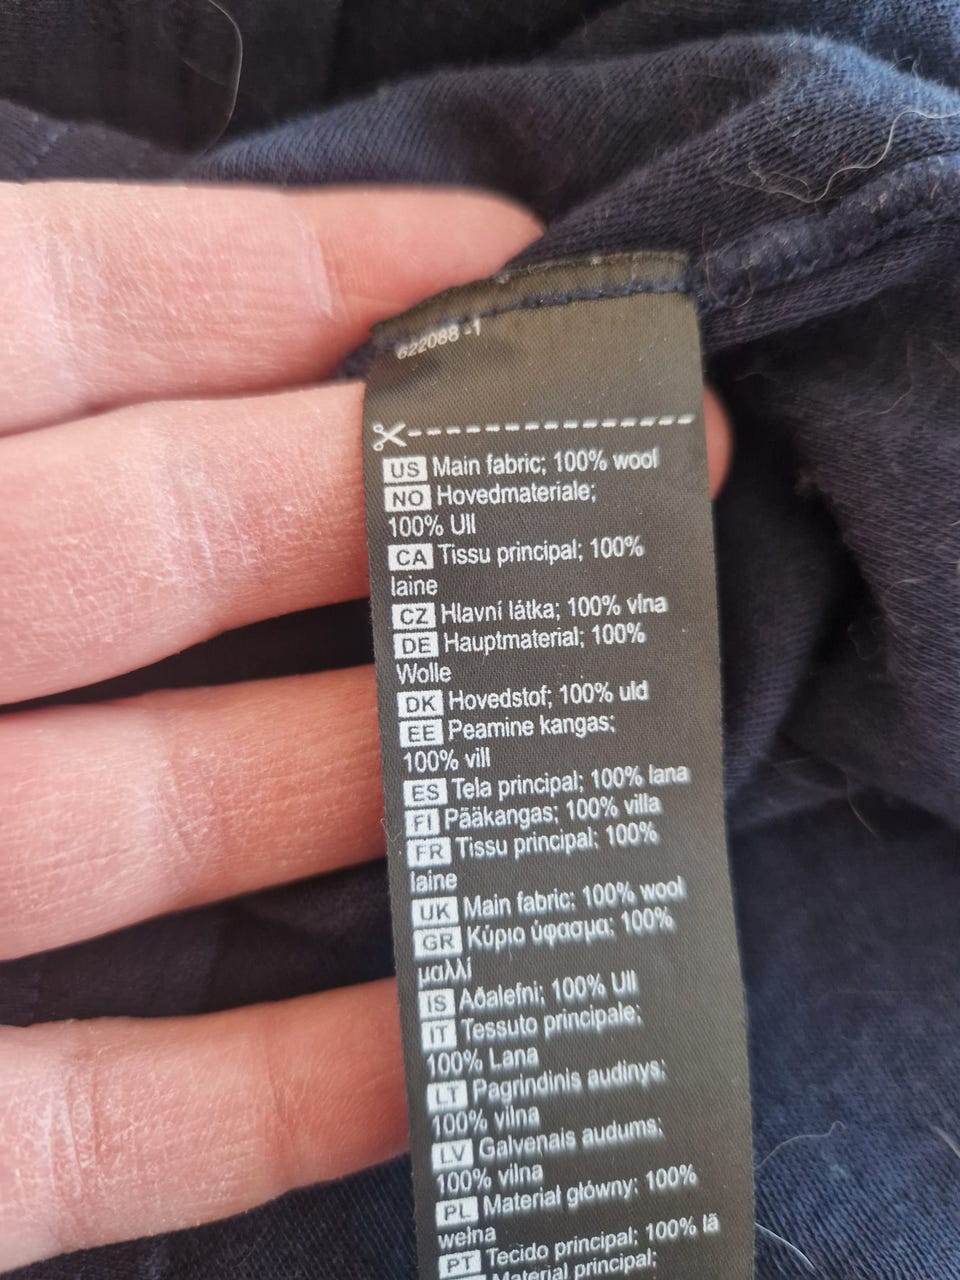 622088 -1
US Main fabric; 100% wool
NO Hovedmateriale;
100% Ull
CA Tissu principal; 100%
laine
CZ Hlavní látka; 100% vlna
DE Hauptmaterial; 100%
Wolle
DK Hovedstof; 100% uld
EE Peamine kangas;
100% vill
ES Tela principal; 100% lana
FI Pääkangas; 100% villa
FR Tissu principal; 100%
laine
UK Main fabric; 100% wool
GR Κύριο ύφασμα; 100%
μαλλί
IS Aðalefni; 100% Ull
IT Tessuto principale;
100% Lana
LT Pagrindinis audinys;
100% vilna
LV Galvenais audums;
100% vilna
PL Materiał główny; 100%
wełna
PT Tecido principal; 100% lã
Material principal;